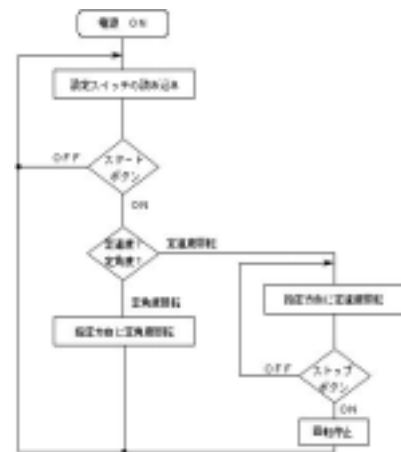 電源 ON
設定スイッチの読み込み
スタート
ボタン
OFF
ON
定速度?
定角度?
定速度回転
定角度回転
指定方向に定角度回転
指定方向に定速度回転
ストップ
ボタン
OFF
ON
回転停止